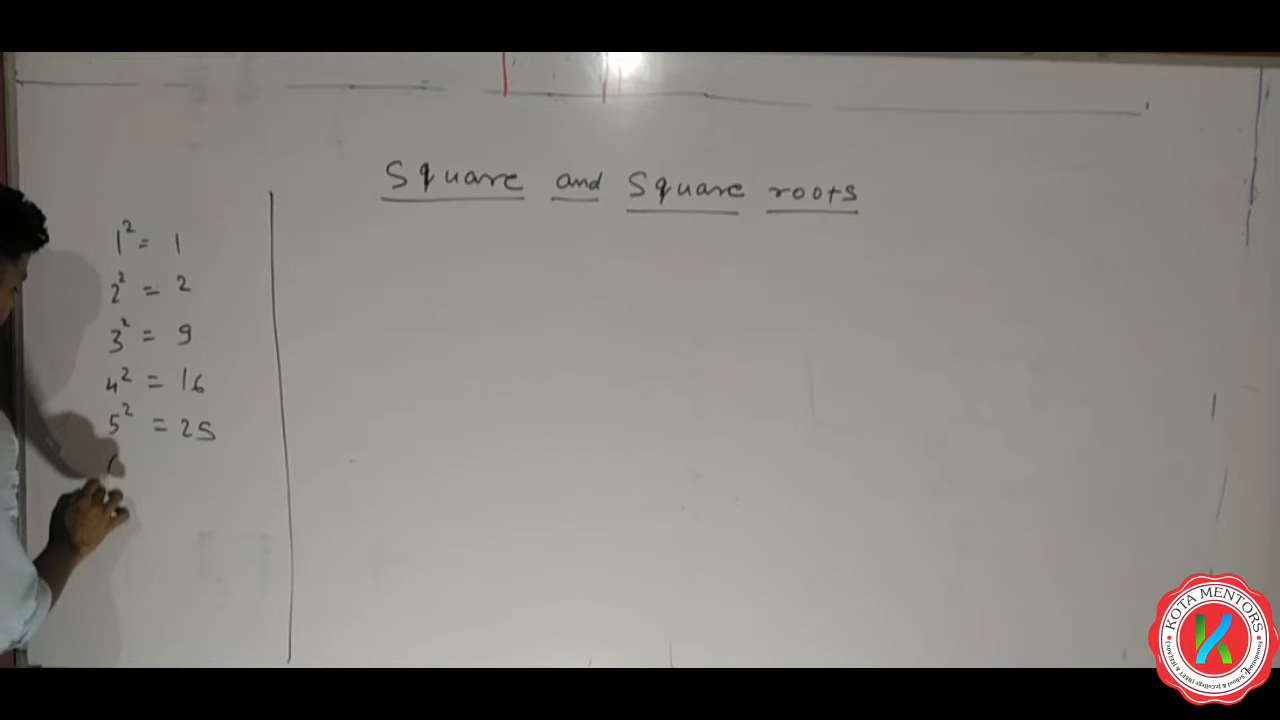 Square and Square roots
1² = 1
2² = 2
3² = 9
4² = 16
5² = 25
KOTA MENTORS